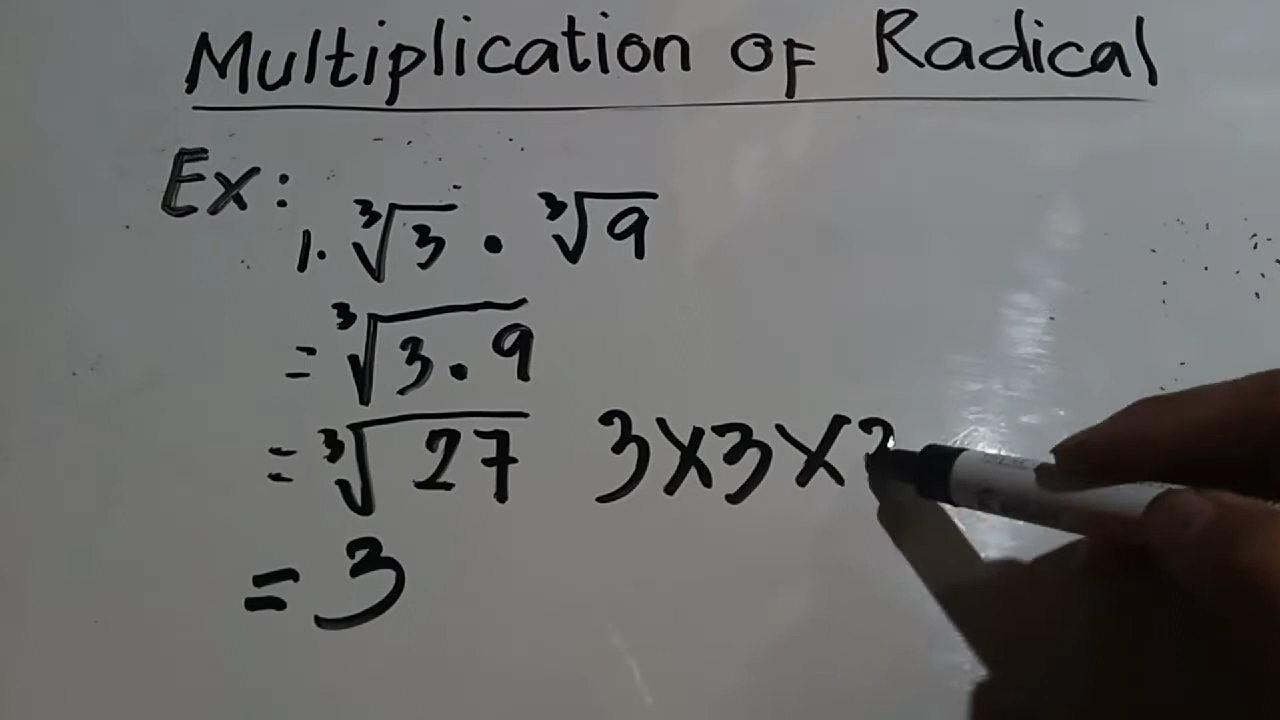 Multiplication of Radical
Ex:
1. ∛3 · ∛9
= ∛3 · 9
= ∛27 3×3×
= 3